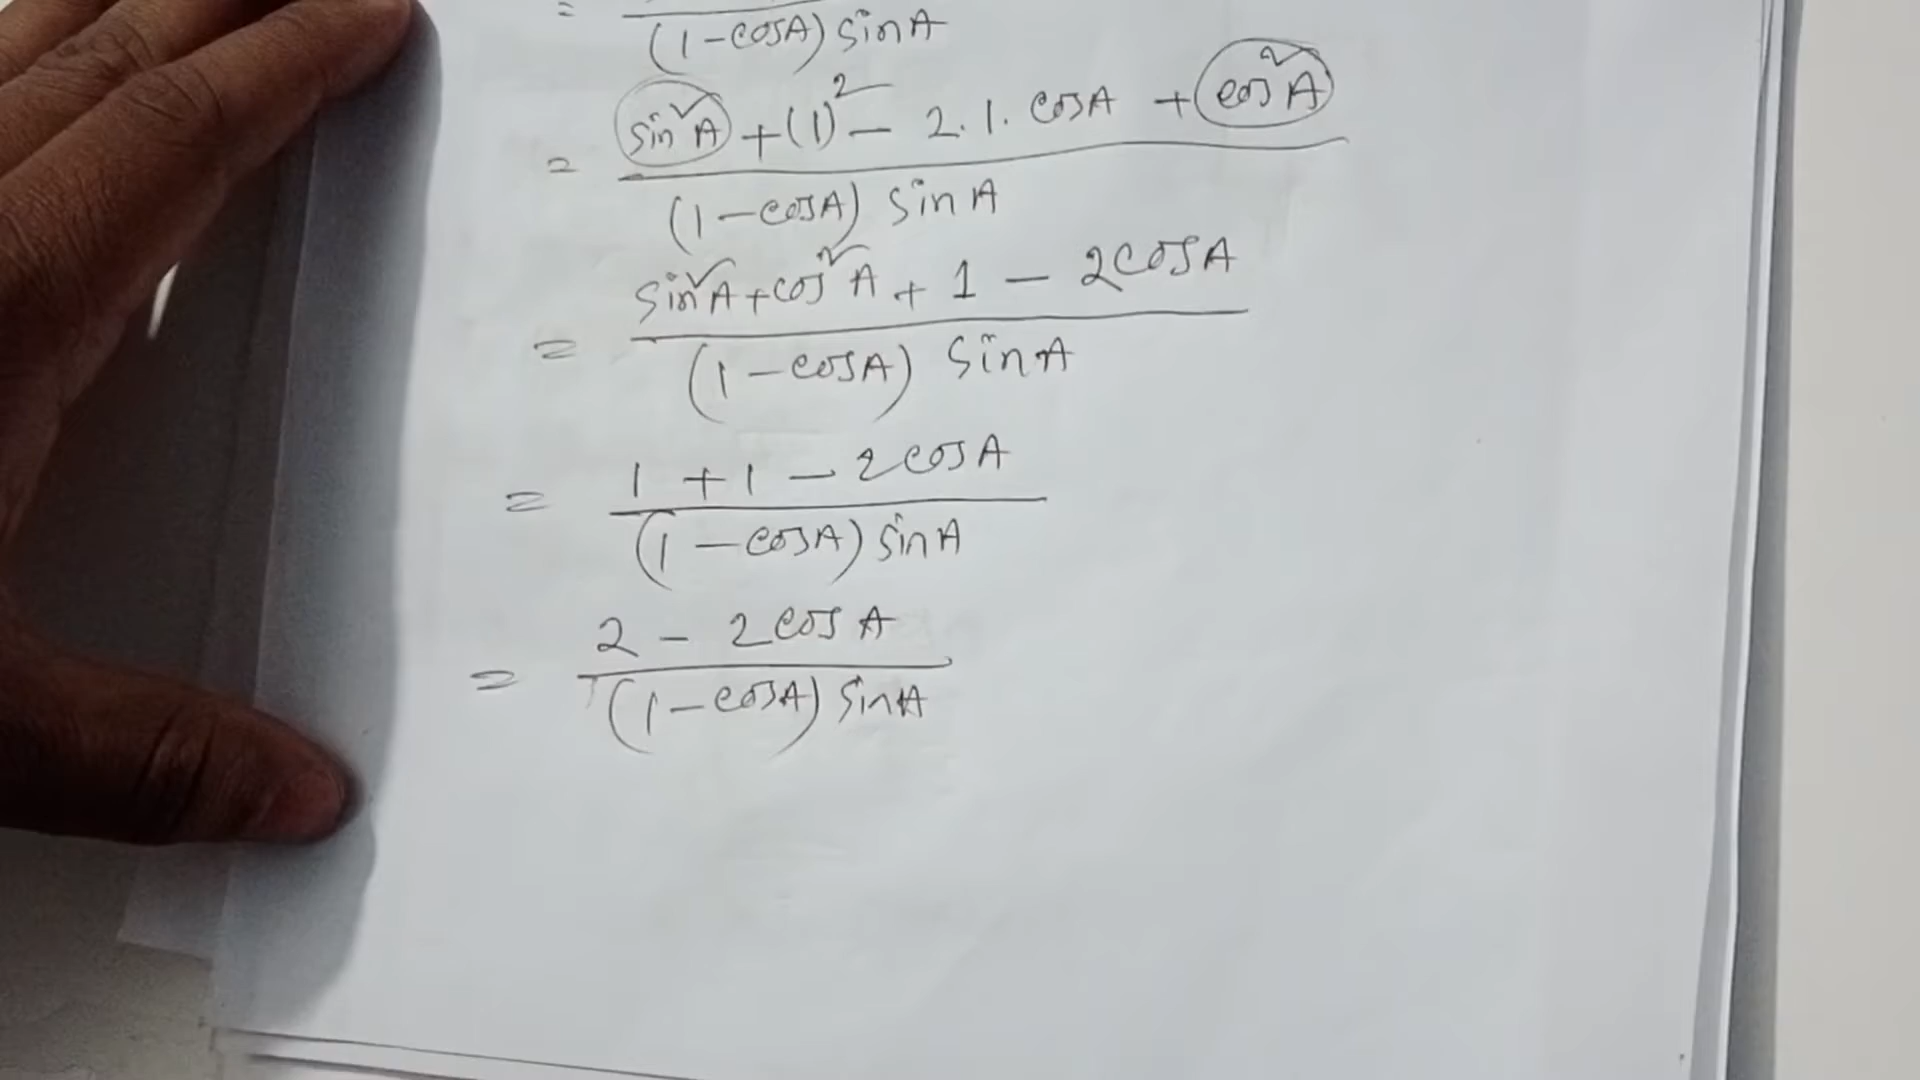 =
(1-cosA) sinA
= sin²A + (1)² - 2.1. cosA + cos²A
(1-cosA) sinA
= sin²A + cos²A + 1 - 2cosA
(1-cosA) sinA
= 1 + 1 - 2cosA
(1-cosA) sinA
= 2 - 2cosA
(1-cosA) sinA